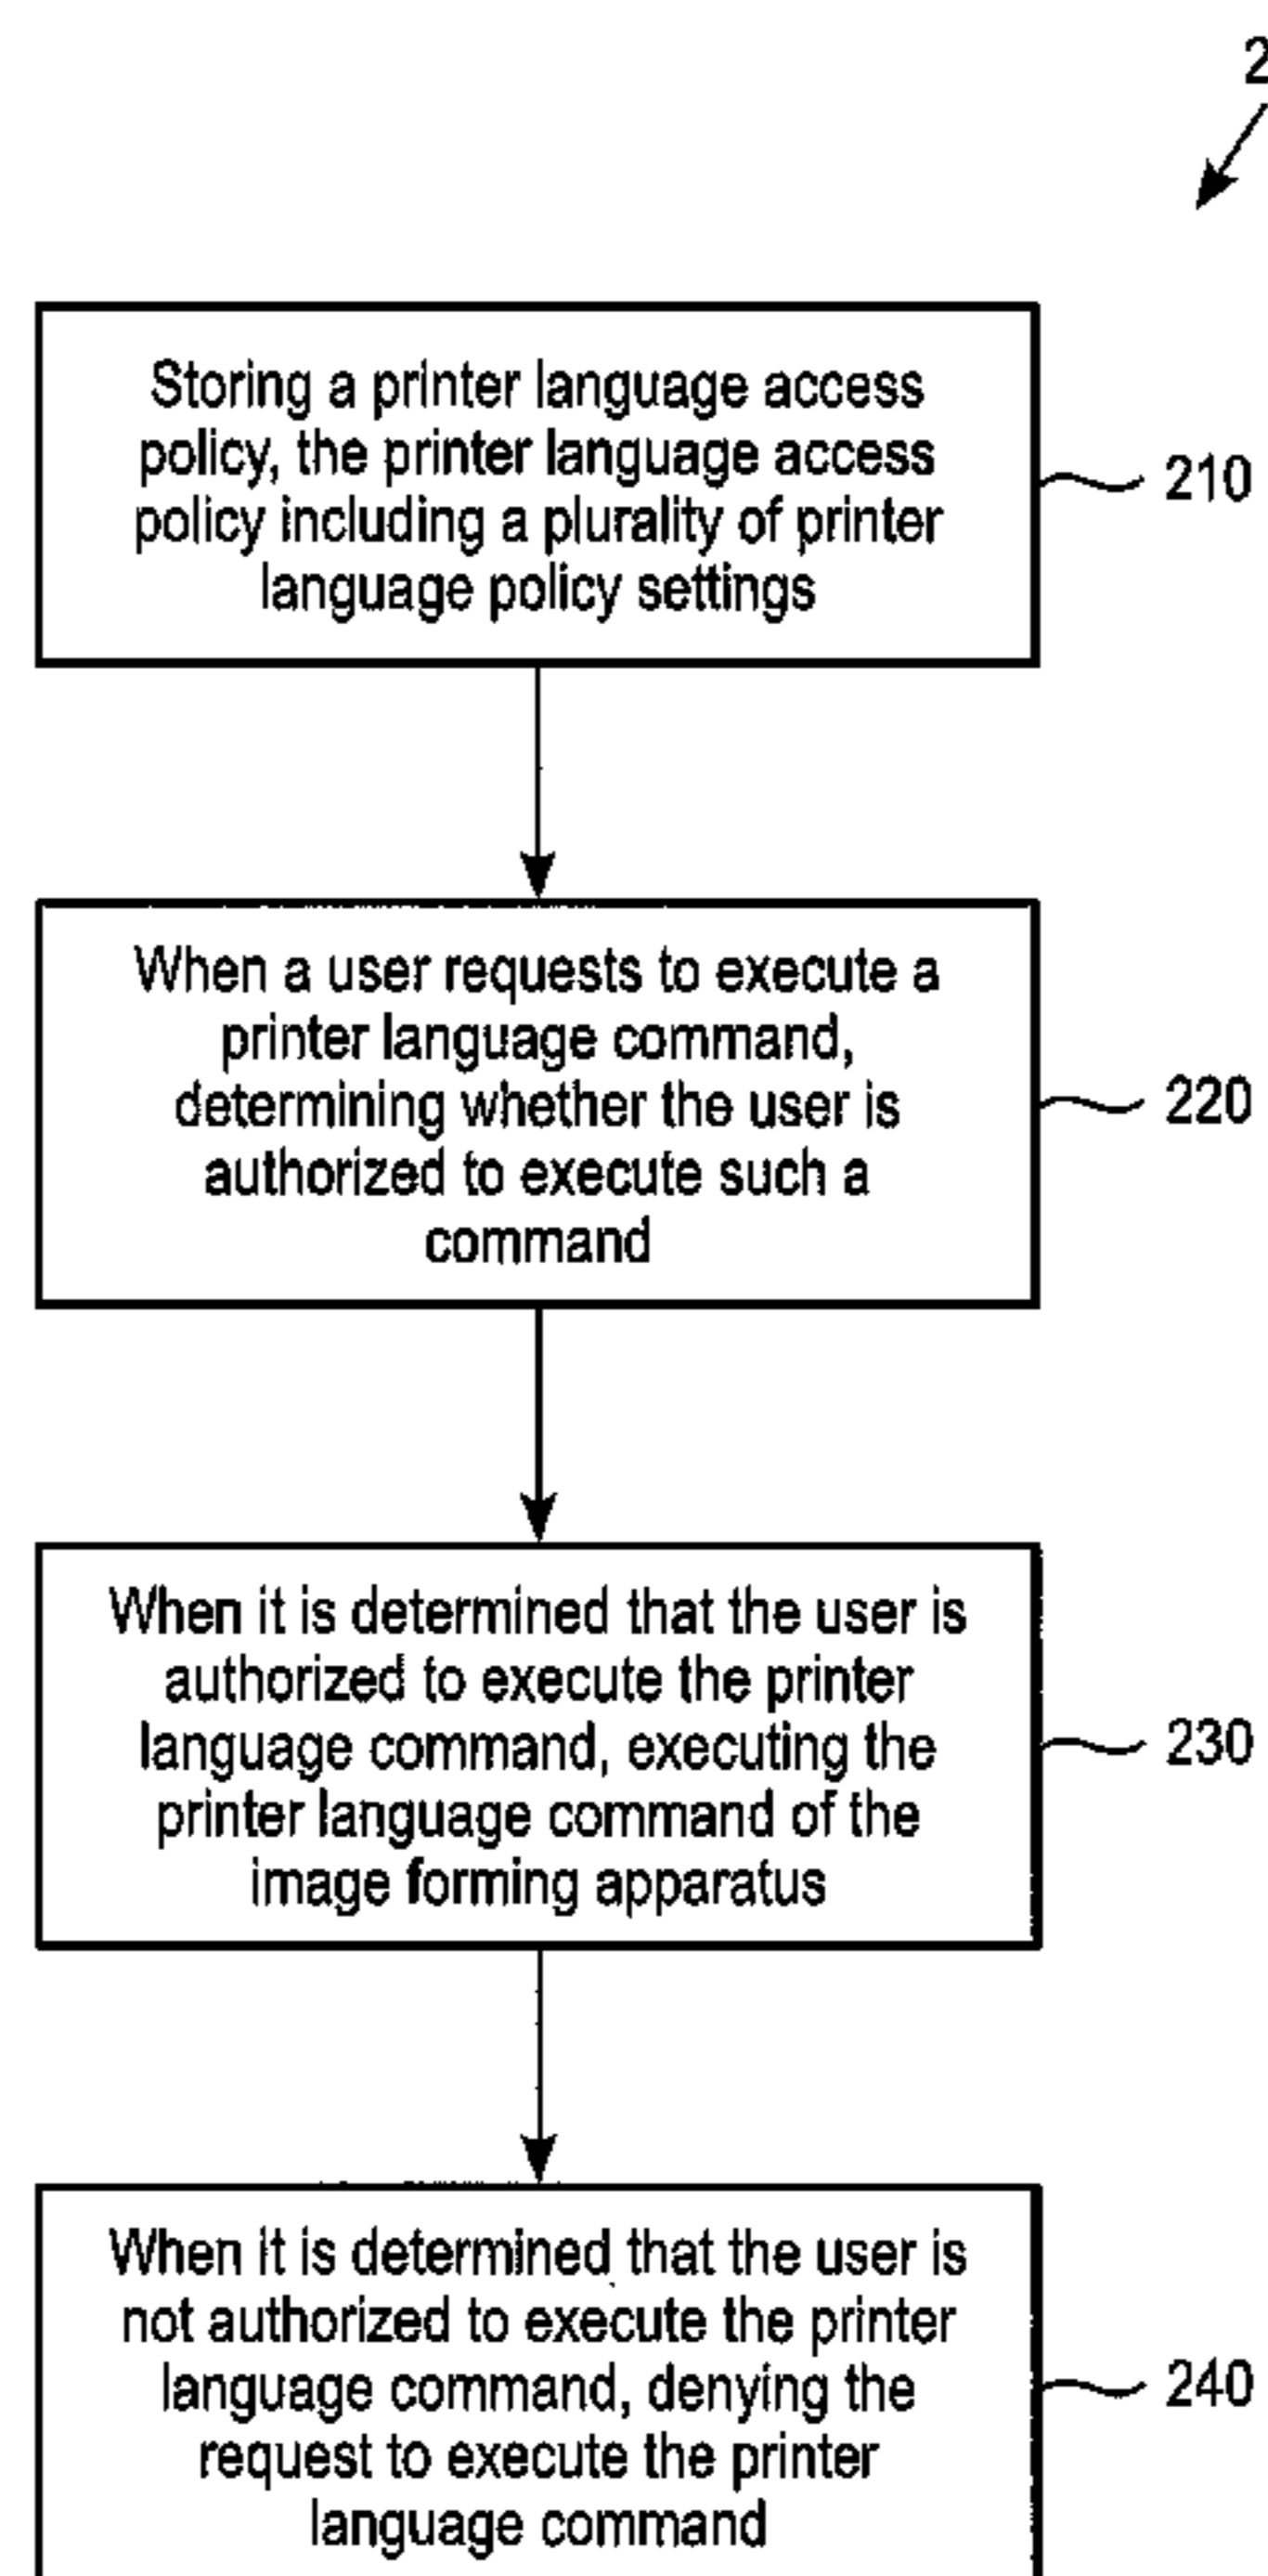 2
Storing a printer language access
policy, the printer language access
policy including a plurality of printer
language policy settings
210
When a user requests to execute a
printer language command,
determining whether the user is
authorized to execute such a
command
220
When it is determined that the user is
authorized to execute the printer
language command, executing the
printer language command of the
image forming apparatus
230
When it is determined that the user is
not authorized to execute the printer
language command, denying the
request to execute the printer
language command
240